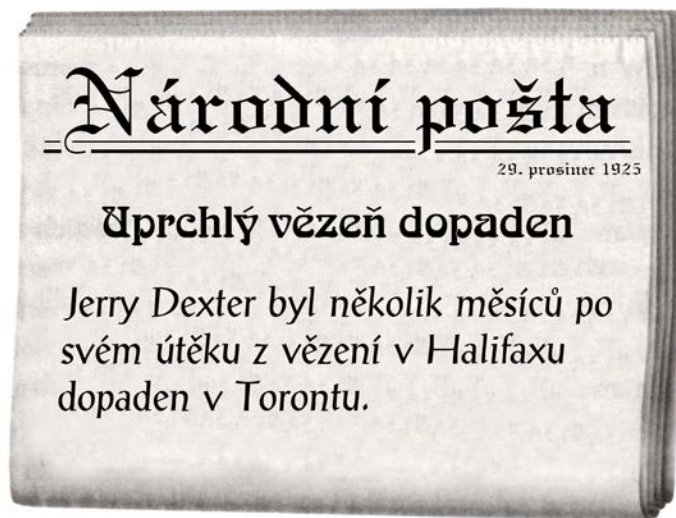 Národní pošta
29. prosinec 1925
Uprchlý vězeň dopaden
Jerry Dexter byl několik měsíců po
svém útěku z vězení v Halifaxu
dopaden v Torontu.